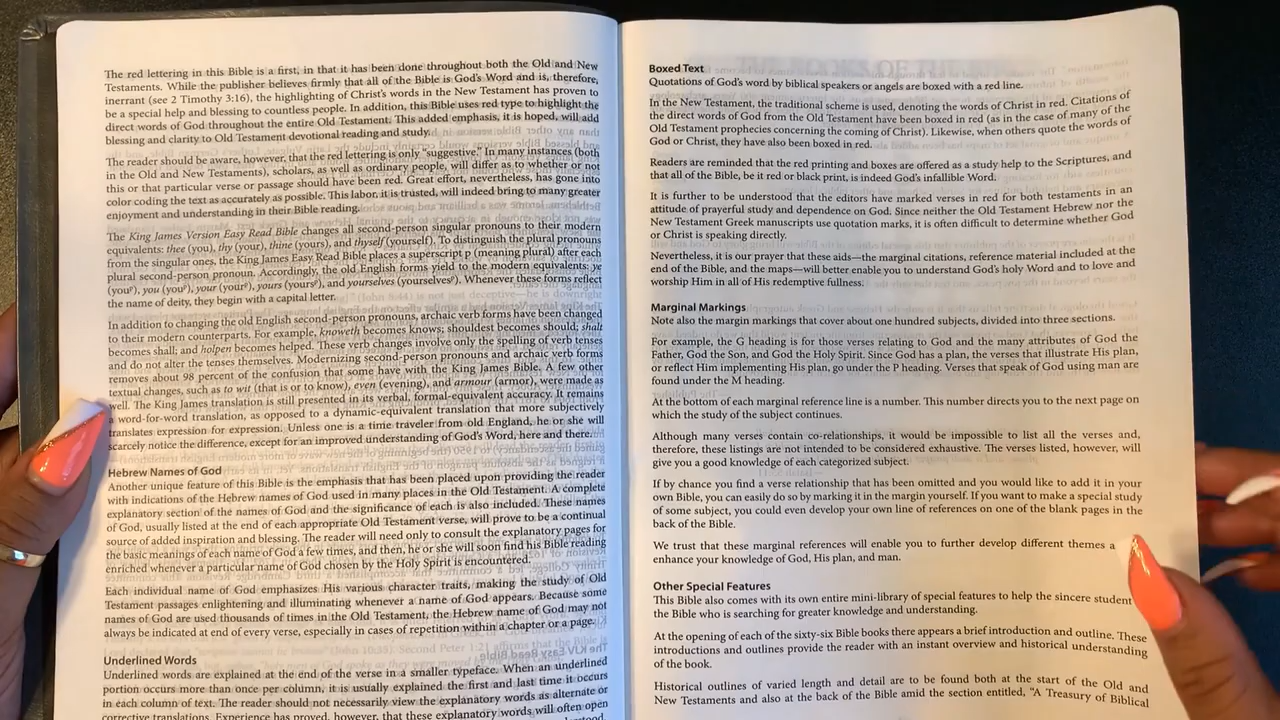 The red lettering in this Bible is a first, in that it has been done throughout both the Old and New
Testaments. While the publisher believes firmly that all of the Bible is God's Word and is, therefore,
inerrant (see 2 Timothy 3:16), the highlighting of Christ's words in the New Testament has proven to
be a special help and blessing to countless people. In addition, this Bible uses red type to highlight the
direct words of God throughout the entire Old Testament. This added emphasis, it is hoped, will add
blessing and clarity to Old Testament devotional reading and study.
The reader should be aware, however, that the red lettering is only "suggestive." In many instances (both
in the Old and New Testaments), scholars, as well as ordinary people, will differ as to whether or not
this or that particular verse or passage should have been red. Great effort, nevertheless, has gone into
color coding the text as accurately as possible. This labor, it is trusted, will indeed bring to many greater
enjoyment and understanding in their Bible reading.
The King James Version Easy Read Bible changes all second-person singular pronouns to their modern
equivalents: thee (you), thy (your), thine (yours), and thyself (yourself). To distinguish the plural pronouns
from the singular ones, the King James Easy Read Bible places a superscript p (meaning plural) after each
plural second-person pronoun. Accordingly, the old English forms yield to the modern equivalents: ye
(youᵖ), you (youᵖ), your (yourᵖ), yours (yoursᵖ), and yourselves (yourselvesᵖ). Whenever these forms reflect
the name of deity, they begin with a capital letter.
In addition to changing the old English second-person pronouns, archaic verb forms have been changed
to their modern counterparts. For example, knoweth becomes knows; shouldest becomes should; shalt
becomes shall; and holpen becomes helped. These verb changes involve only the spelling of verb tenses
and do not alter the tenses themselves. Modernizing second-person pronouns and archaic verb forms
removes about 98 percent of the confusion that some have with the King James Bible. A few other
textual changes, such as to wit (that is or to know), even (evening), and armour (armor), were made as
well. The King James translation is still presented in its verbal, formal-equivalent accuracy. It remains
a word-for-word translation, as opposed to a dynamic-equivalent translation that more subjectively
translates expression for expression. Unless one is a time traveler from old England, he or she will
scarcely notice the difference, except for an improved understanding of God's Word, here and there.
Hebrew Names of God
Another unique feature of this Bible is the emphasis that has been placed upon providing the reader
with indications of the Hebrew names of God used in many places in the Old Testament. A complete
explanatory section of the names of God and the significance of each is also included. These names
of God, usually listed at the end of each appropriate Old Testament verse, will prove to be a continual
source of added inspiration and blessing. The reader will need only to consult the explanatory pages for
the basic meanings of each name of God a few times, and then, he or she will soon find his Bible reading
enriched whenever a particular name of God chosen by the Holy Spirit is encountered.
Each individual name of God emphasizes His various character traits, making the study of Old
Testament passages enlightening and illuminating whenever a name of God appears. Because some
names of God are used thousands of times in the Old Testament, the Hebrew name of God may not
always be indicated at end of every verse, especially in cases of repetition within a chapter or a page.
Underlined Words
Underlined words are explained at the end of the verse in a smaller typeface. When an underlined
portion occurs more than once per column, it is usually explained the first and last time it occurs
in each column of text. The reader should not necessarily view the explanatory words as alternate or
corrective translations. Experience has proved, however, that these explanatory words will often open
Boxed Text
Quotations of God's word by biblical speakers or angels are boxed with a red line.
In the New Testament, the traditional scheme is used, denoting the words of Christ in red. Citations of
the direct words of God from the Old Testament have been boxed in red (as in the case of many of the
Old Testament prophecies concerning the coming of Christ). Likewise, when others quote the words of
God or Christ, they have also been boxed in red.
Readers are reminded that the red printing and boxes are offered as a study help to the Scriptures, and
that all of the Bible, be it red or black print, is indeed God's infallible Word.
It is further to be understood that the editors have marked verses in red for both testaments in an
attitude of prayerful study and dependence on God. Since neither the Old Testament Hebrew nor the
New Testament Greek manuscripts use quotation marks, it is often difficult to determine whether God
or Christ is speaking directly.
Nevertheless, it is our prayer that these aids—the marginal citations, reference material included at the
end of the Bible, and the maps—will better enable you to understand God's holy Word and to love and
worship Him in all of His redemptive fullness.
Marginal Markings
Note also the margin markings that cover about one hundred subjects, divided into three sections.
For example, the G heading is for those verses relating to God and the many attributes of God the
Father, God the Son, and God the Holy Spirit. Since God has a plan, the verses that illustrate His plan,
or reflect Him implementing His plan, go under the P heading. Verses that speak of God using man are
found under the M heading.
At the bottom of each marginal reference line is a number. This number directs you to the next page on
which the study of the subject continues.
Although many verses contain co-relationships, it would be impossible to list all the verses and,
therefore, these listings are not intended to be considered exhaustive. The verses listed, however, will
give you a good knowledge of each categorized subject.
If by chance you find a verse relationship that has been omitted and you would like to add it in your
own Bible, you can easily do so by marking it in the margin yourself. If you want to make a special study
of some subject, you could even develop your own line of references on one of the blank pages in the
back of the Bible.
We trust that these marginal references will enable you to further develop different themes a
enhance your knowledge of God, His plan, and man.
Other Special Features
This Bible also comes with its own entire mini-library of special features to help the sincere student
the Bible who is searching for greater knowledge and understanding.
At the opening of each of the sixty-six Bible books there appears a brief introduction and outline. These
introductions and outlines provide the reader with an instant overview and historical understanding
of the book.
Historical outlines of varied length and detail are to be found both at the start of the Old and
New Testaments and also at the back of the Bible amid the section entitled, "A Treasury of Biblical